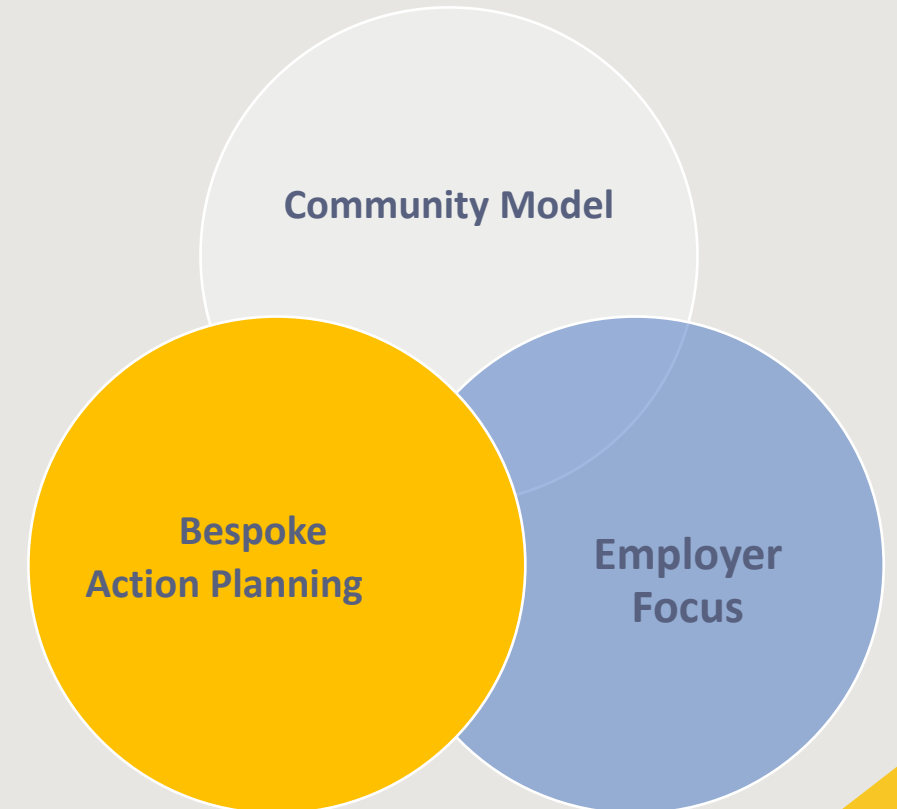 Community Model
Bespoke
Action Planning
Employer
Focus